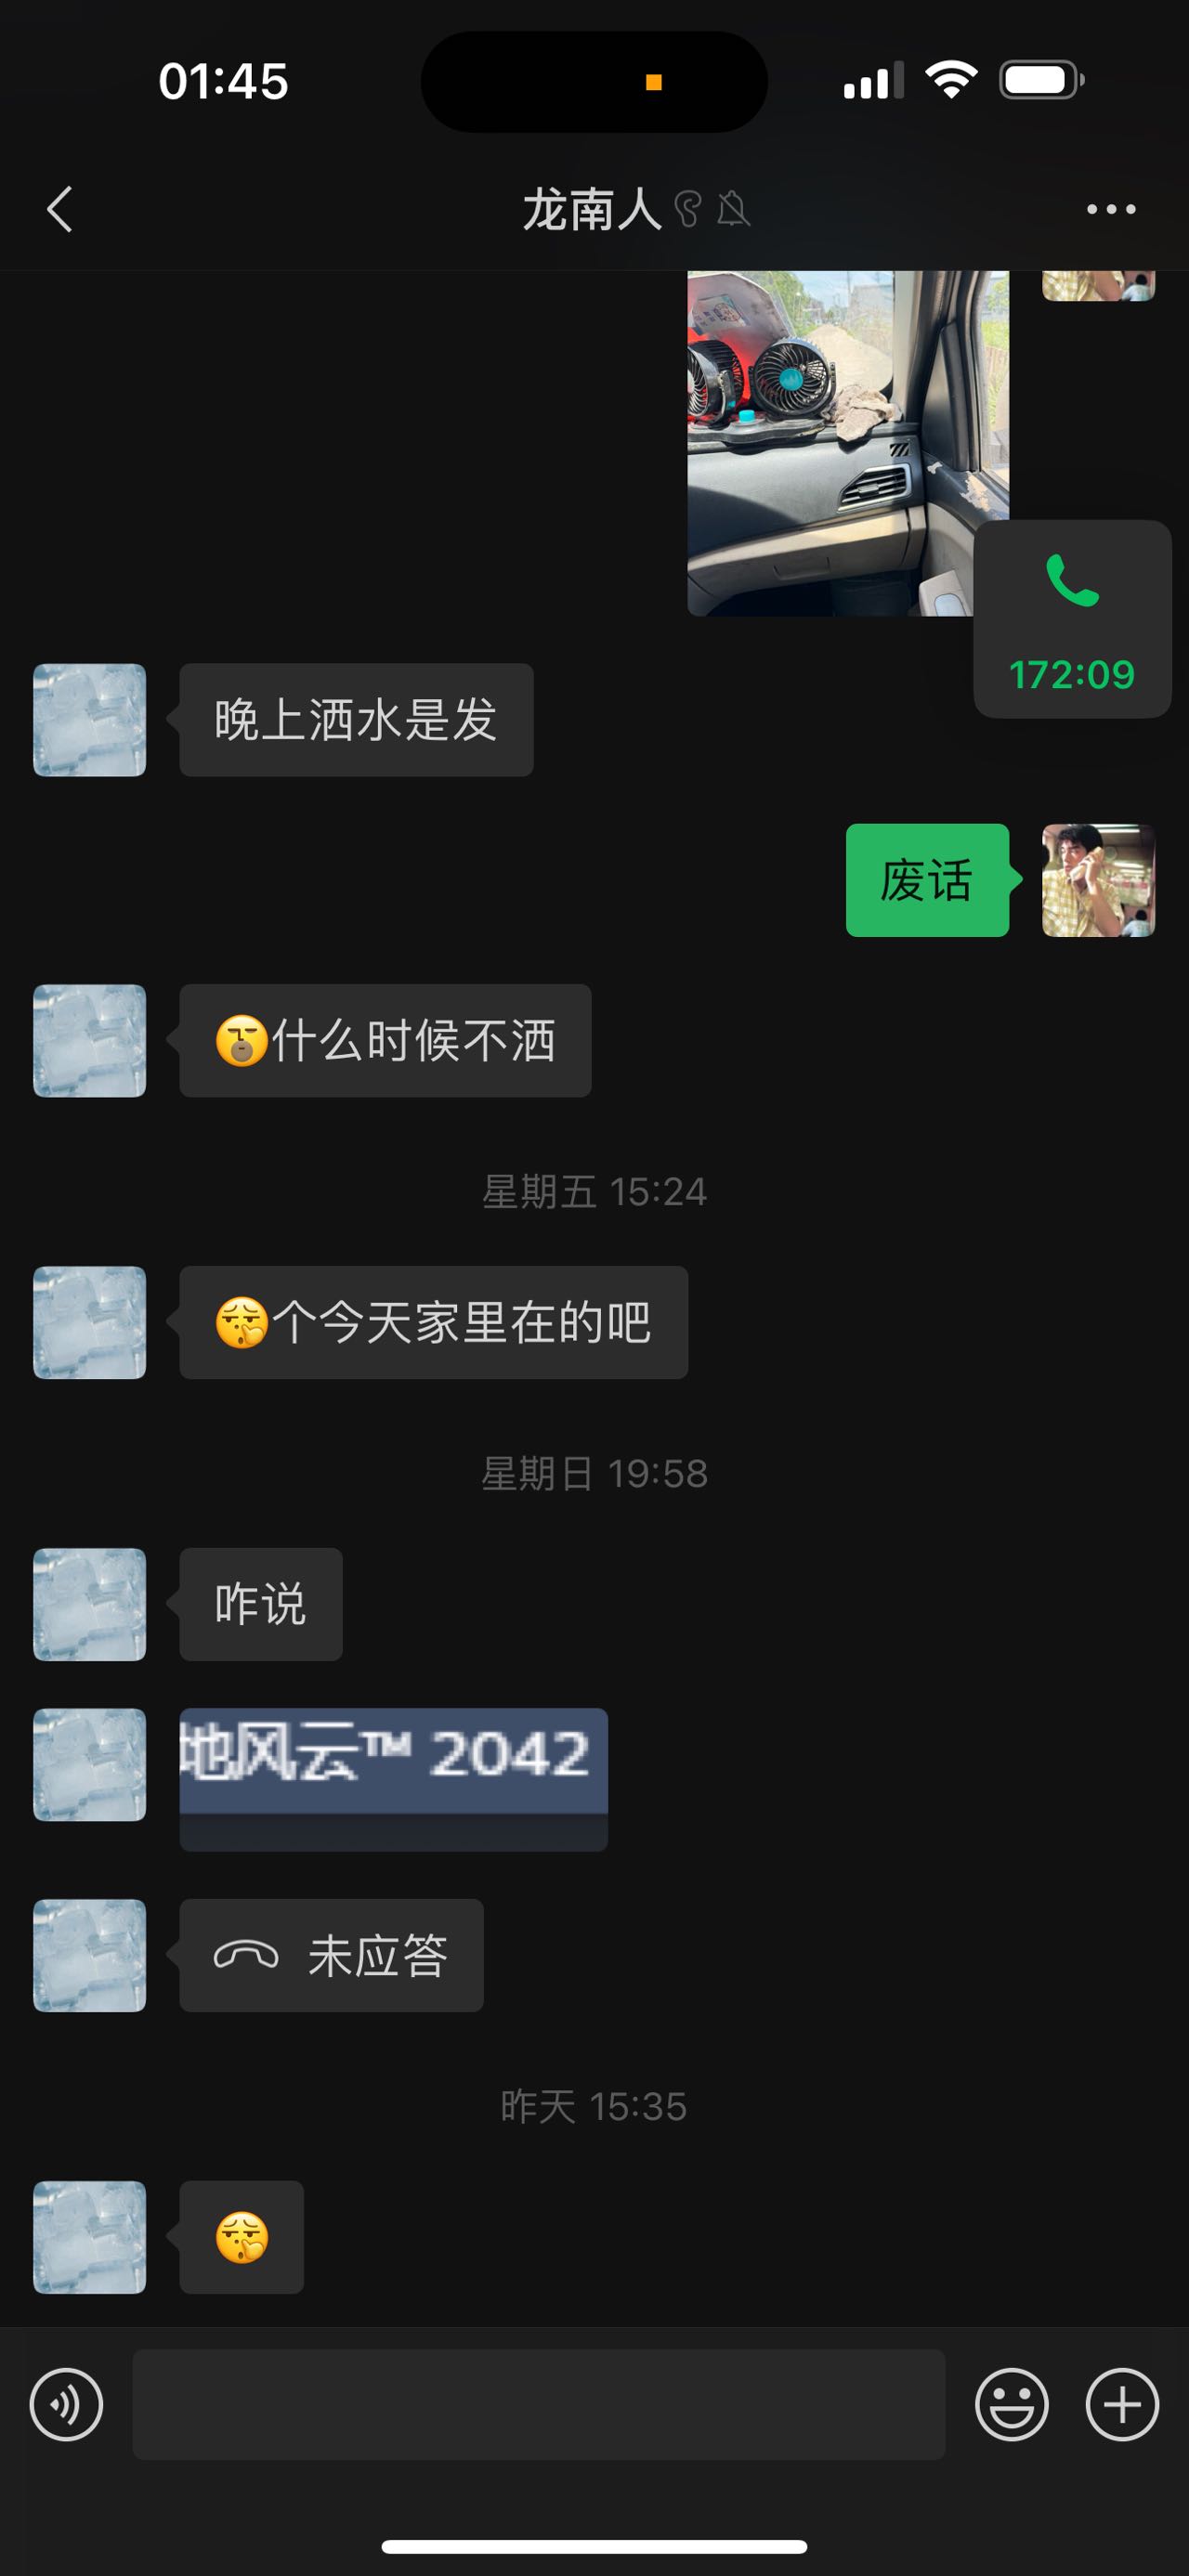 01:45
龙南人
172:09
晚上洒水是发
废话
什么时候不洒
星期五 15:24
个今天家里在的吧
星期日 19:58
咋说
地风云™ 2042
未应答
昨天 15:35